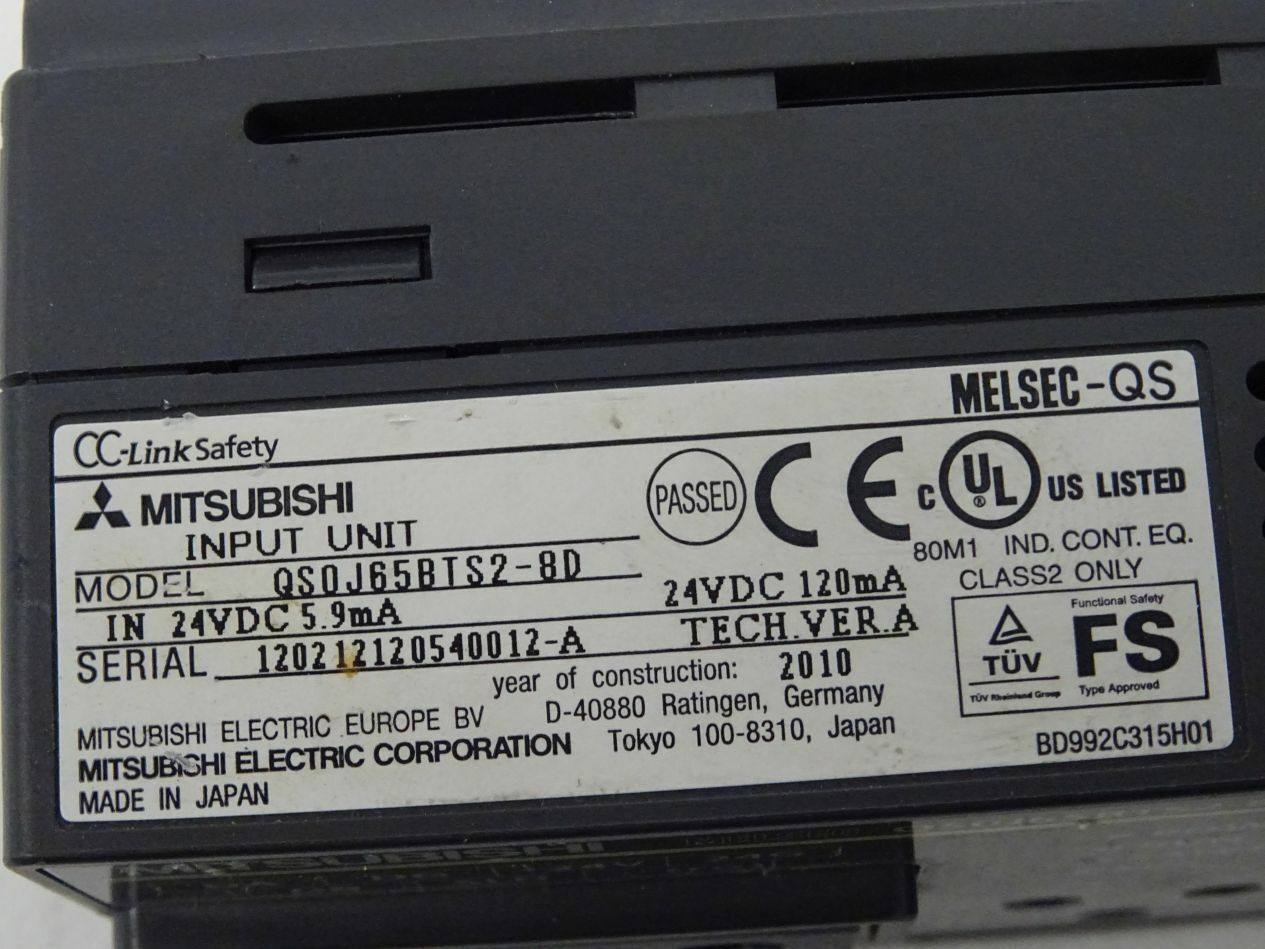 MELSEC-QS
CC-Link Safety
MITSUBISHI
PASSED CE c UL® US LISTED
INPUT UNIT
80M1 IND. CONT. EQ.
CLASS2 ONLY
MODEL QS0J65BTS2-8D
IN 24VDC 5.9mA 24VDC 120mA
SERIAL 120212120540012-A TECH.VER.A
year of construction: 2010
Functional Safety
TÜV FS
TÜV Rheinland Group Type Approved
MITSUBISHI ELECTRIC EUROPE BV D-40880 Ratingen, Germany
MITSUBISHI ELECTRIC CORPORATION Tokyo 100-8310, Japan
MADE IN JAPAN
BD992C315H01
MITSUBISHI